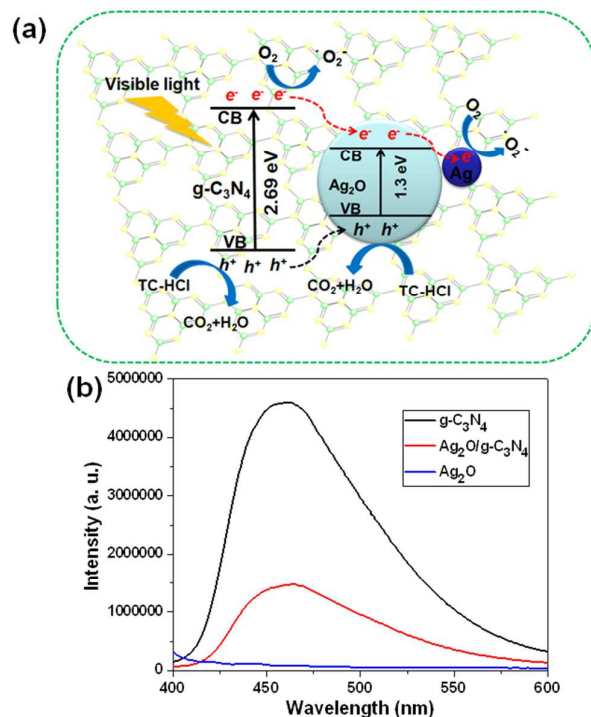 (a)
Visible light
O₂ ·O₂⁻
e⁻ e⁻ e⁻
CB
g-C₃N₄
2.69 eV
VB
h⁺ h⁺ h⁺
TC-HCl
CO₂+H₂O
e⁻ e⁻
CB
Ag₂O
1.3 eV
VB
h⁺ h⁺
CO₂+H₂O
TC-HCl
O₂
e⁻
Ag
·O₂⁻
(b)
Intensity (a. u.)
5000000
4000000
3000000
2000000
1000000
0
g-C₃N₄
Ag₂O/g-C₃N₄
Ag₂O
400 450 500 550 600
Wavelength (nm)